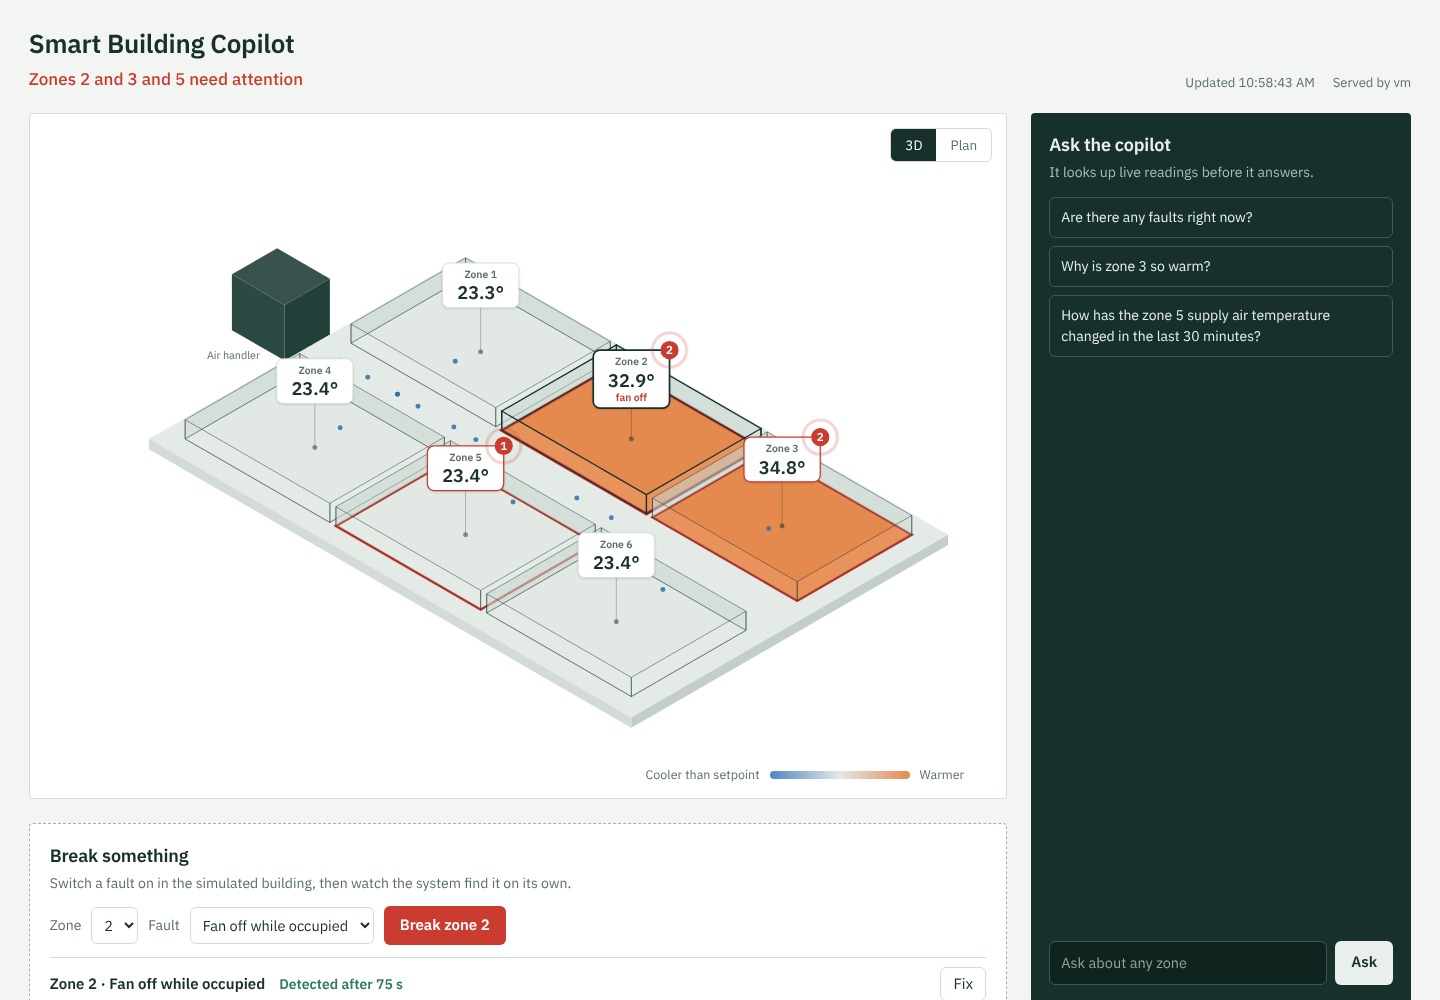 Smart Building Copilot
Zones 2 and 3 and 5 need attention
Updated 10:58:43 AM Served by vm
3D Plan
Zone 1
23.3°
Air handler
Zone 4
23.4°
2
Zone 2
32.9°
fan off
2
Zone 3
34.8°
1
Zone 5
23.4°
Zone 6
23.4°
Cooler than setpoint Warmer
Break something
Switch a fault on in the simulated building, then watch the system find it on its own.
Zone 2 Fault Fan off while occupied Break zone 2
Zone 2 · Fan off while occupied Detected after 75 s Fix
Ask the copilot
It looks up live readings before it answers.
Are there any faults right now?
Why is zone 3 so warm?
How has the zone 5 supply air temperature
changed in the last 30 minutes?
Ask about any zone Ask